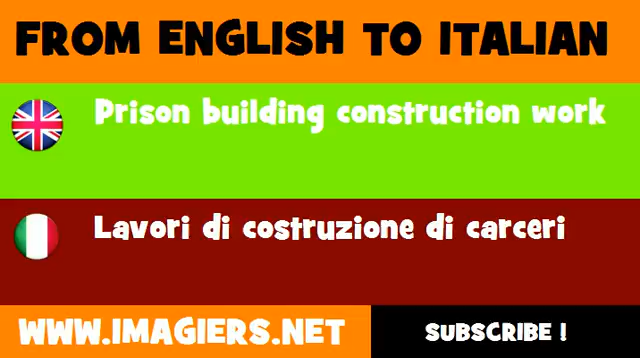 FROM ENGLISH TO ITALIAN
Prison building construction work
Lavori di costruzione di carceri
WWW.IMAGIERS.NET
SUBSCRIBE !